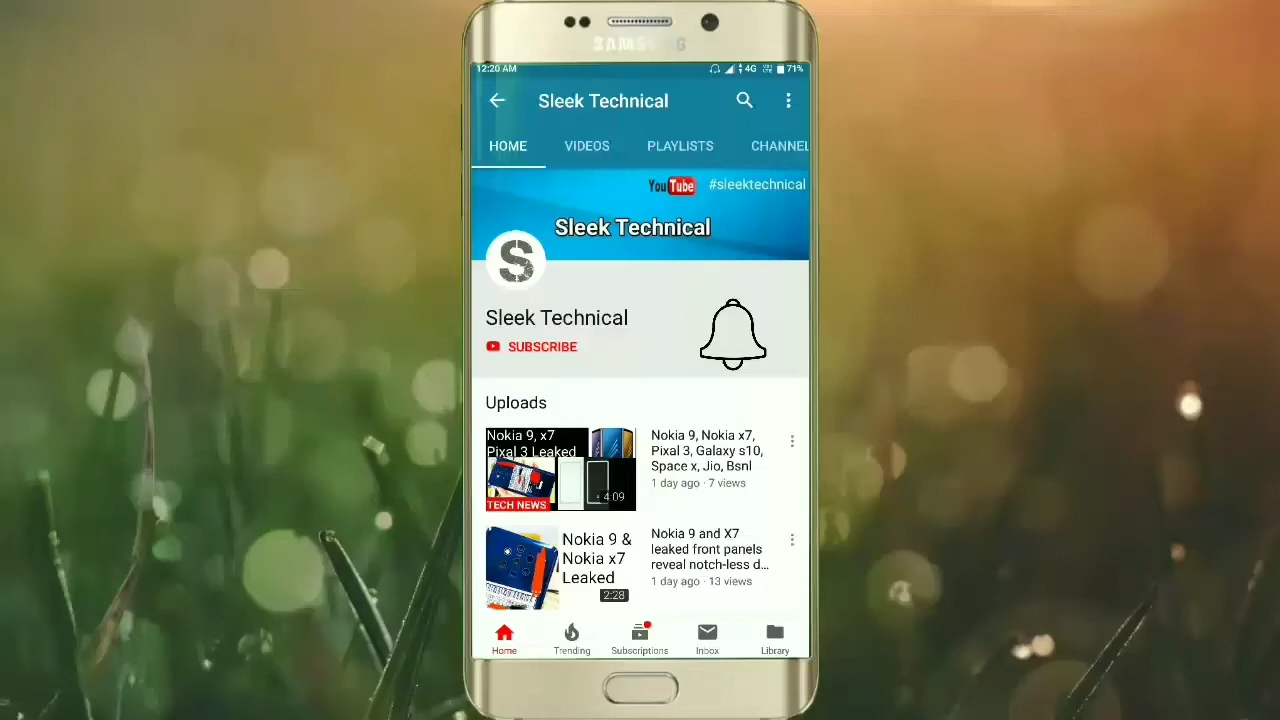 SAMSUNG
12:20 AM 4G VoLTE 71%
Sleek Technical
HOME VIDEOS PLAYLISTS CHANNEL
YouTube #sleektechnical
Sleek Technical
S
Sleek Technical
SUBSCRIBE
Uploads
Nokia 9, x7
Pixel 3 Leaked
TECH NEWS
4:09
Nokia 9, Nokia x7,
Pixal 3, Galaxy s10,
Space x, Jio, Bsnl
1 day ago · 7 views
Nokia 9 &
Nokia x7
Leaked
2:28
Nokia 9 and X7
leaked front panels
reveal notch-less d...
1 day ago · 13 views
Home Trending Subscriptions Inbox Library